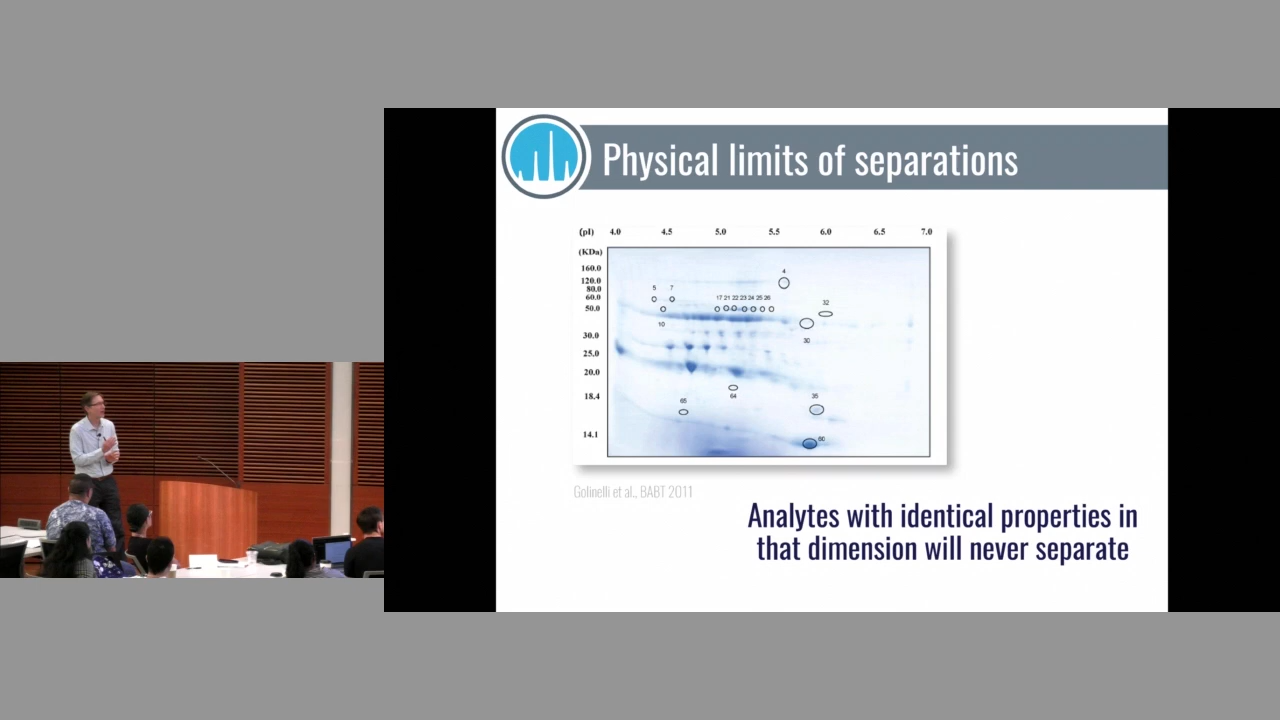 Physical limits of separations
(pI) 4.0 4.5 5.0 5.5 6.0 6.5 7.0
(KDa)
160.0
120.0
80.0
60.0
50.0
30.0
25.0
20.0
18.4
14.1
4
5 7
17 21 22 23 24 25 26
32
10
30
64
35
65
60
Golinelli et al., BABT 2011
Analytes with identical properties in
that dimension will never separate